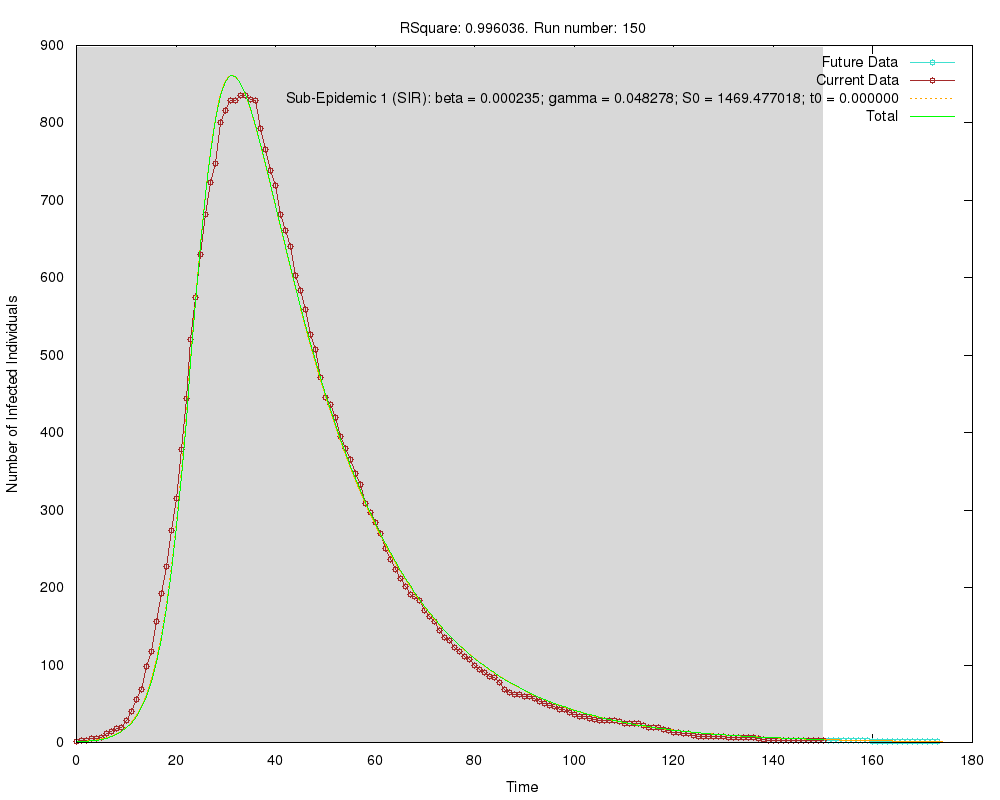 RSquare: 0.996036. Run number: 150
900
800
700
600
500
400
300
200
100
0
Number of Infected Individuals
Future Data
Current Data
Sub-Epidemic 1 (SIR): beta = 0.000235; gamma = 0.048278; S0 = 1469.477018; t0 = 0.000000
Total
0 20 40 60 80 100 120 140 160 180
Time